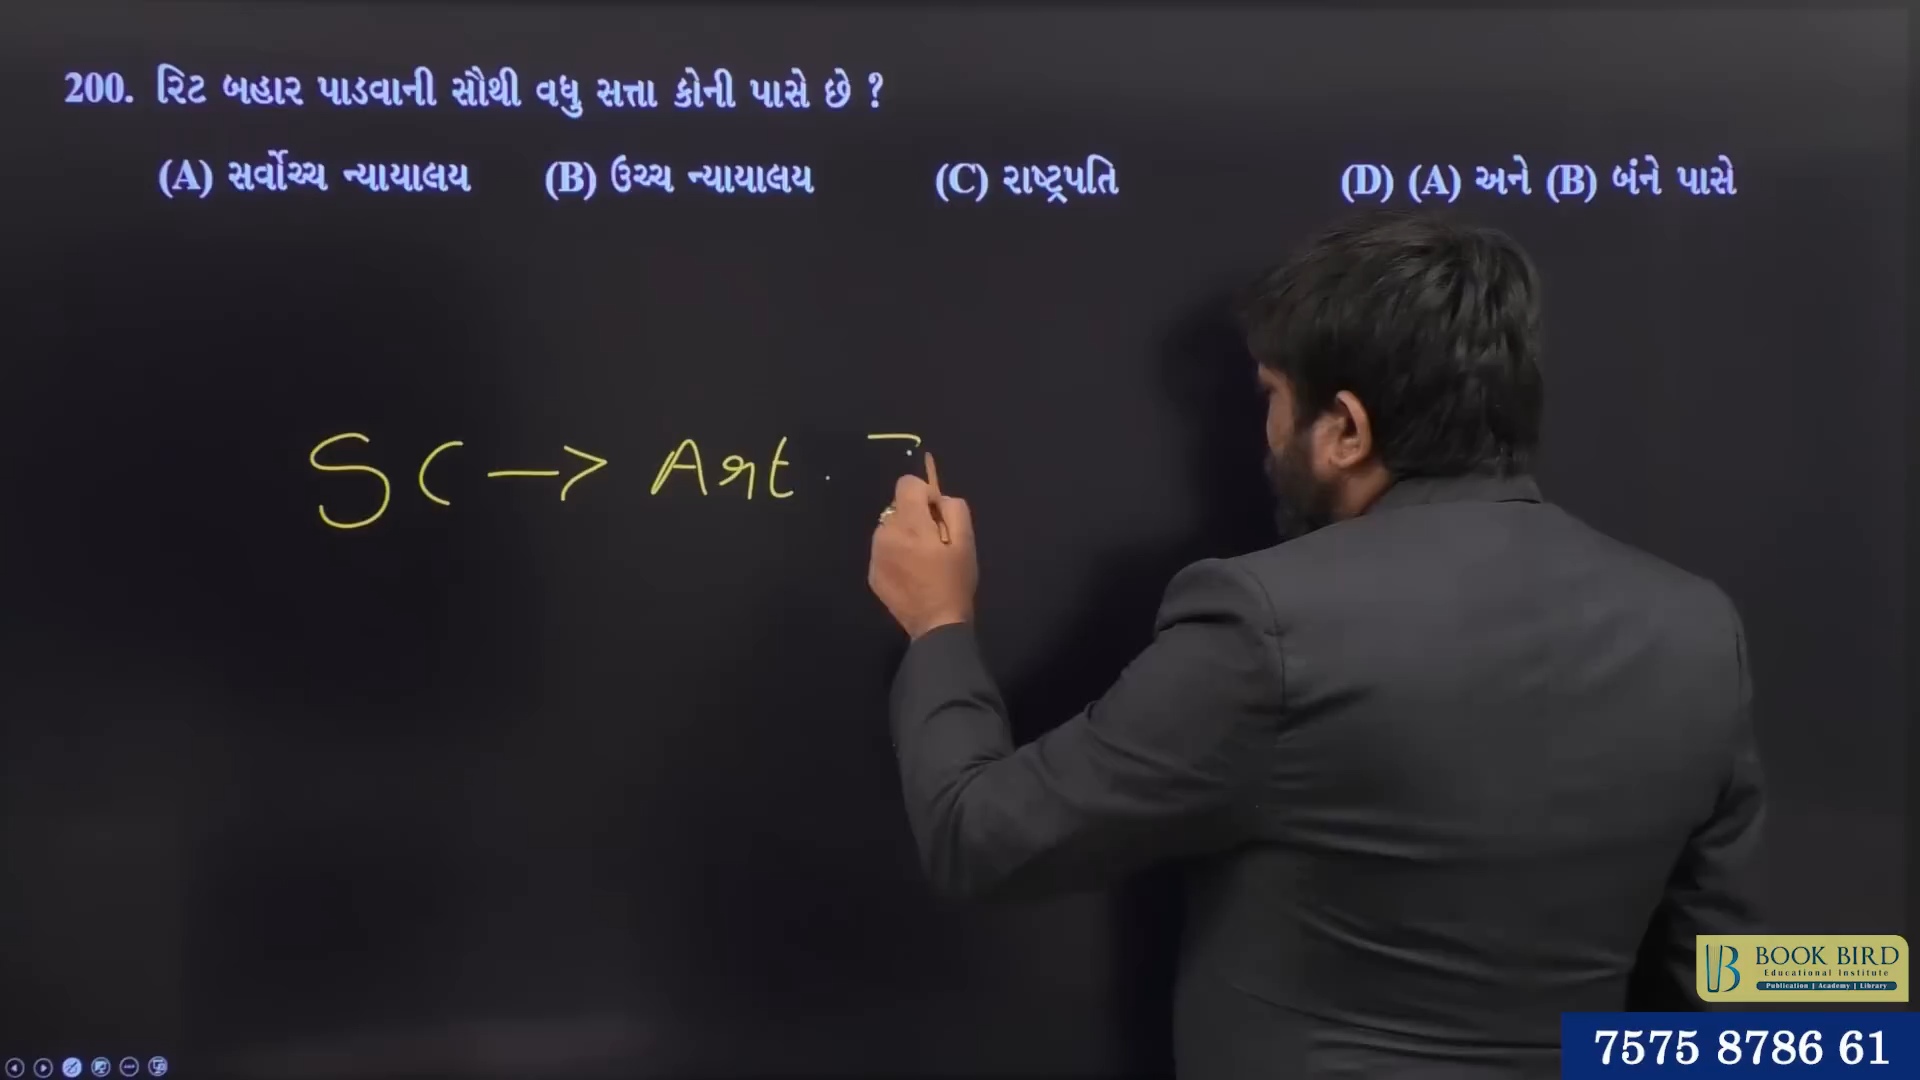 200. રિટ બહાર પાડવાની સૌથી વધુ સત્તા કોની પાસે છે ?
(A) સર્વોચ્ચ ન્યાયાલય (B) ઉચ્ચ ન્યાયાલય (C) રાષ્ટ્રપતિ (D) (A) અને (B) બંને પાસે
SC → Art.
BOOK BIRD
Educational Institute
Publication | Academy | Library
7575 8786 61